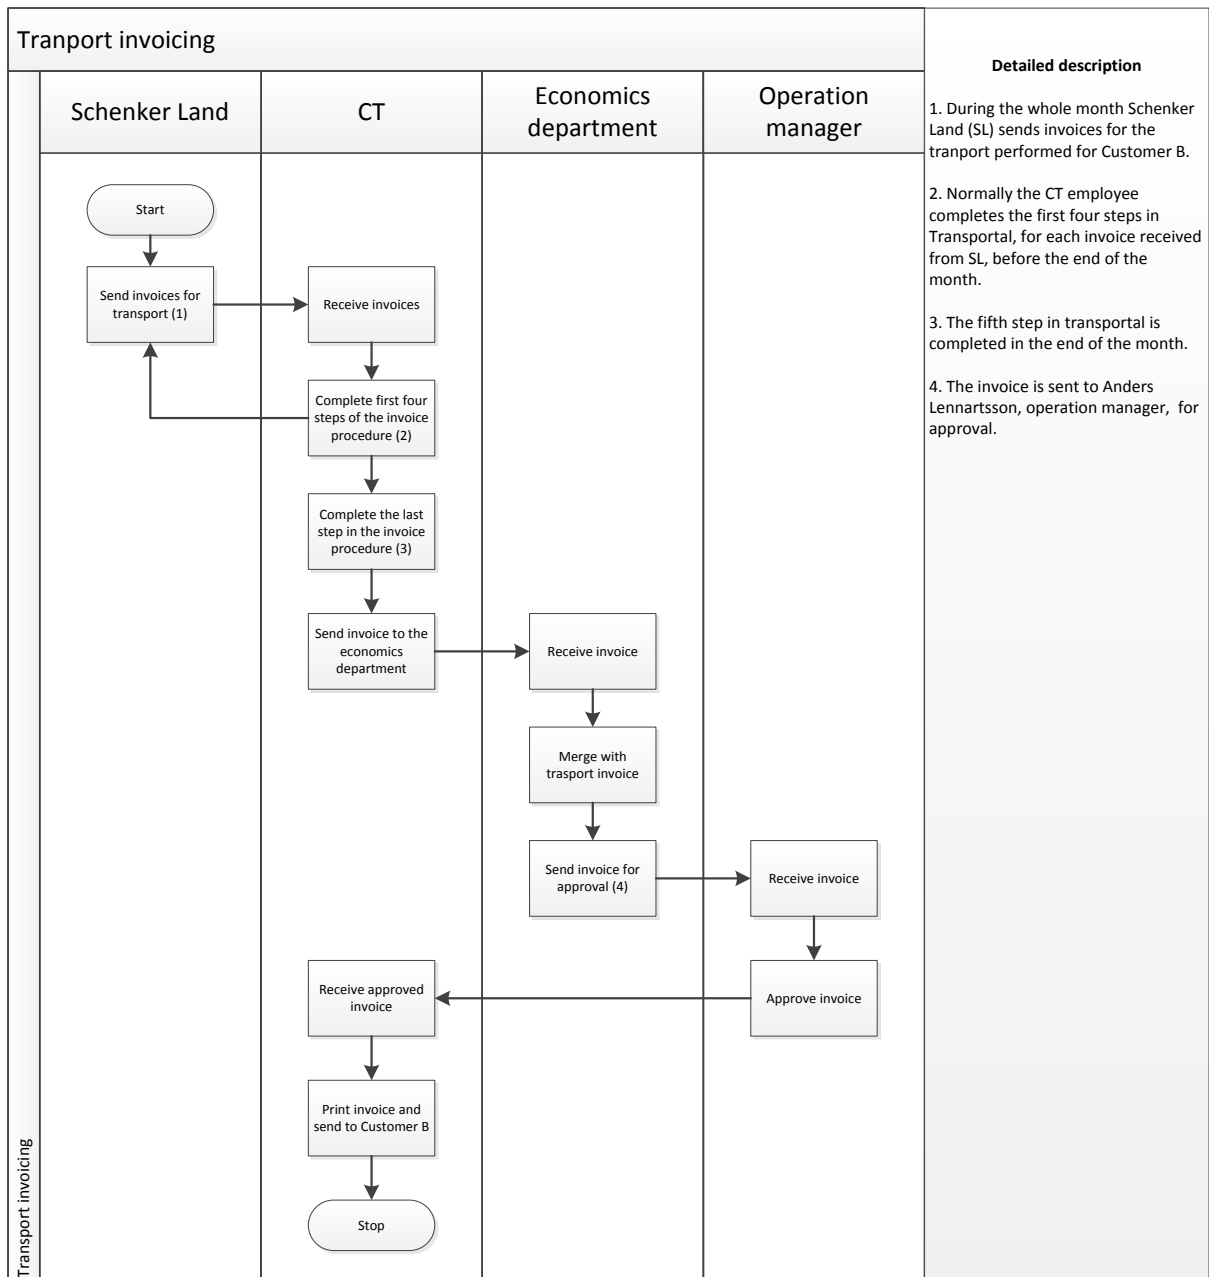 Tranport invoicing
Schenker Land
CT
Economics
department
Operation
manager
Start
Send invoices for
transport (1)
Receive invoices
Complete first four
steps of the invoice
procedure (2)
Complete the last
step in the invoice
procedure (3)
Send invoice to the
economics
department
Receive invoice
Merge with
trasport invoice
Send invoice for
approval (4)
Receive invoice
Approve invoice
Receive approved
invoice
Print invoice and
send to Customer B
Stop
Transport invoicing
Detailed description
1. During the whole month Schenker
Land (SL) sends invoices for the
tranport performed for Customer B.
2. Normally the CT employee
completes the first four steps in
Transportal, for each invoice received
from SL, before the end of the
month.
3. The fifth step in transportal is
completed in the end of the month.
4. The invoice is sent to Anders
Lennartsson, operation manager,  for
approval.